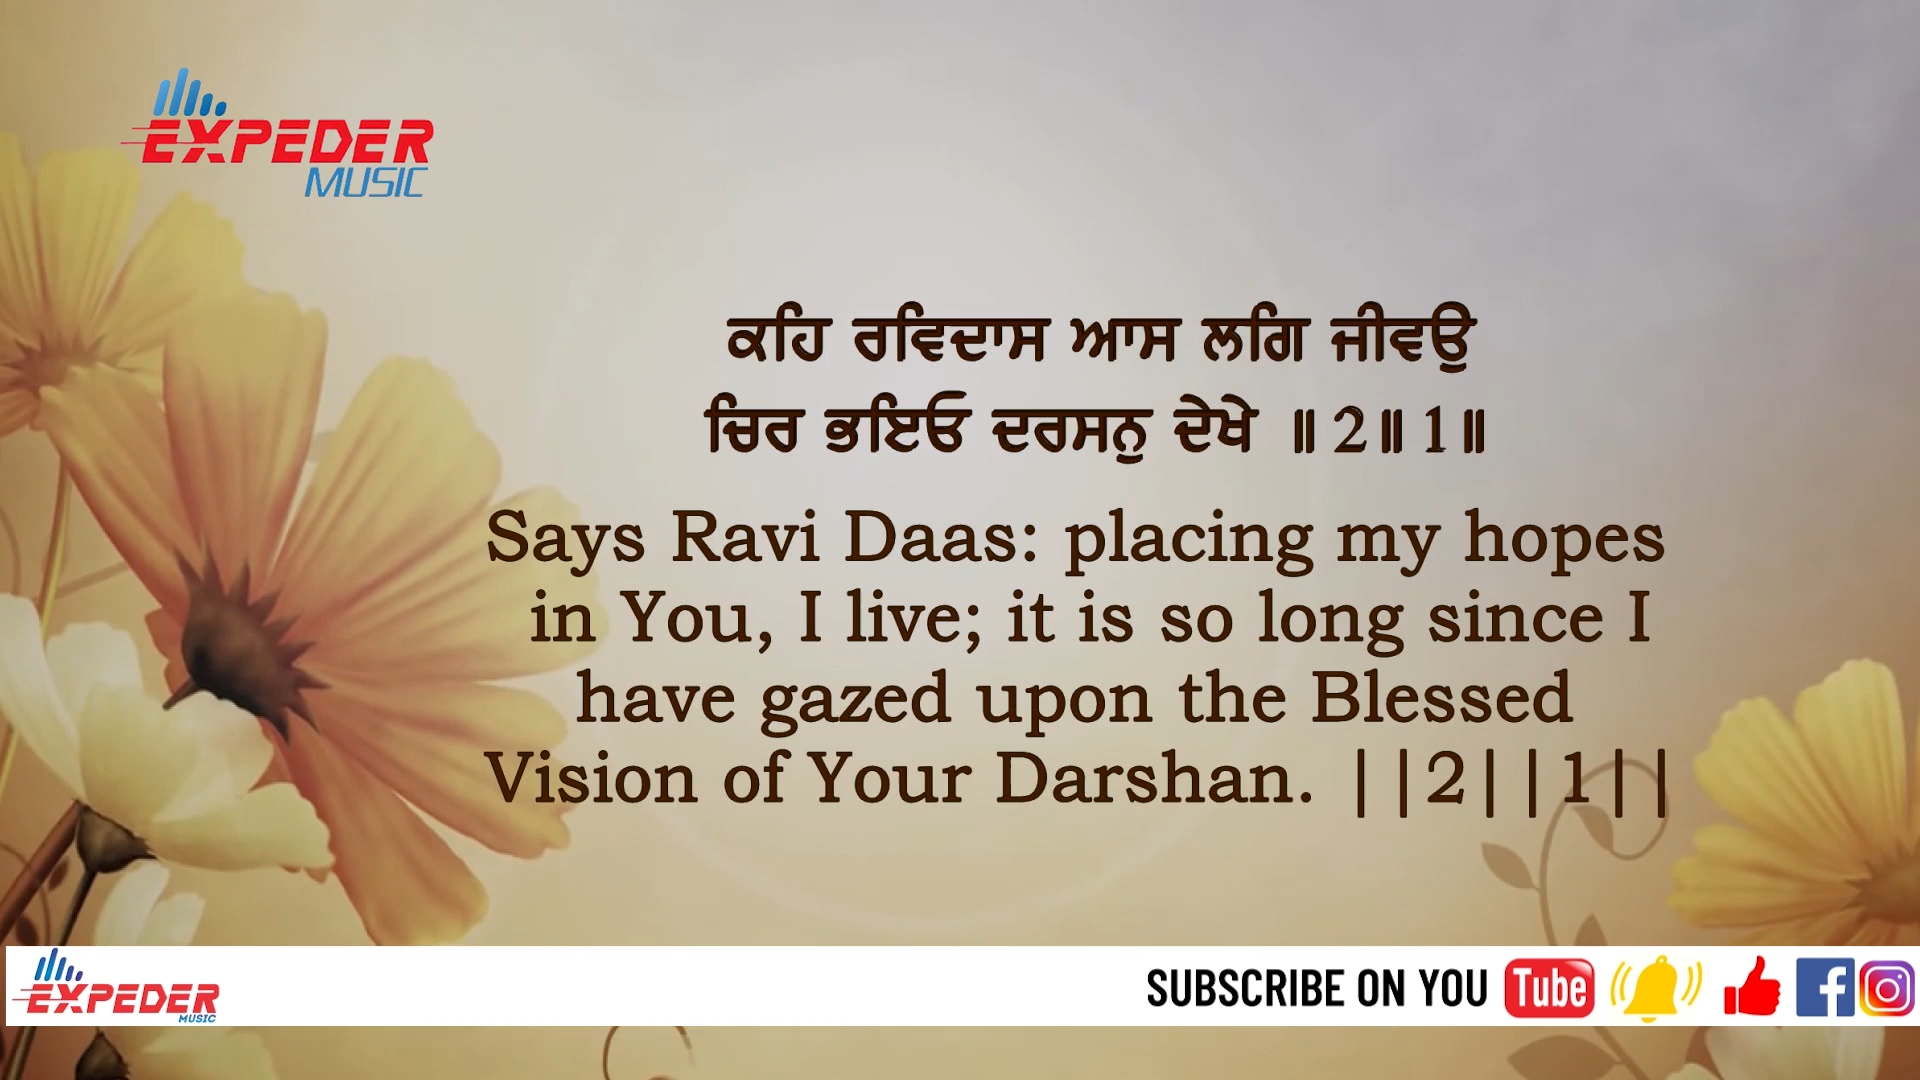 EXPEDER
MUSIC
ਕਹਿ ਰਵਿਦਾਸ ਆਸ ਲਗਿ ਜੀਵਉ
ਚਿਰ ਭਇਓ ਦਰਸਨੁ ਦੇਖੇ ॥2॥1॥
Says Ravi Daas: placing my hopes
in You, I live; it is so long since I
have gazed upon the Blessed
Vision of Your Darshan. ||2||1||
EXPEDER
MUSIC
SUBSCRIBE ON YOU Tube